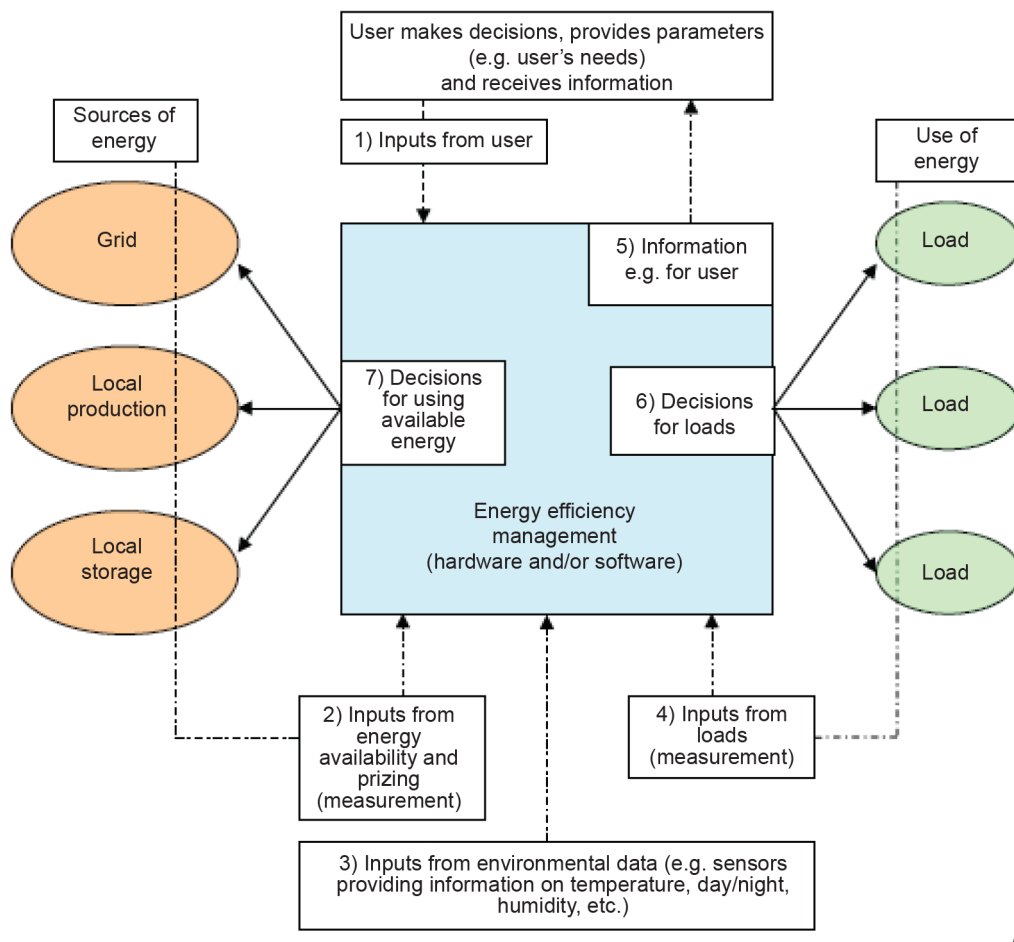 User makes decisions, provides parameters
(e.g. user's needs)
and receives information
Sources of
energy
1) Inputs from user
Use of
energy
Grid
5) Information
e.g. for user
Load
Local
production
7) Decisions
for using
available
energy
6) Decisions
for loads
Load
Local
storage
Energy efficiency
management
(hardware and/or software)
Load
2) Inputs from
energy
availability and
prizing
(measurement)
4) Inputs from
loads
(measurement)
3) Inputs from environmental data (e.g. sensors
providing information on temperature, day/night,
humidity, etc.)